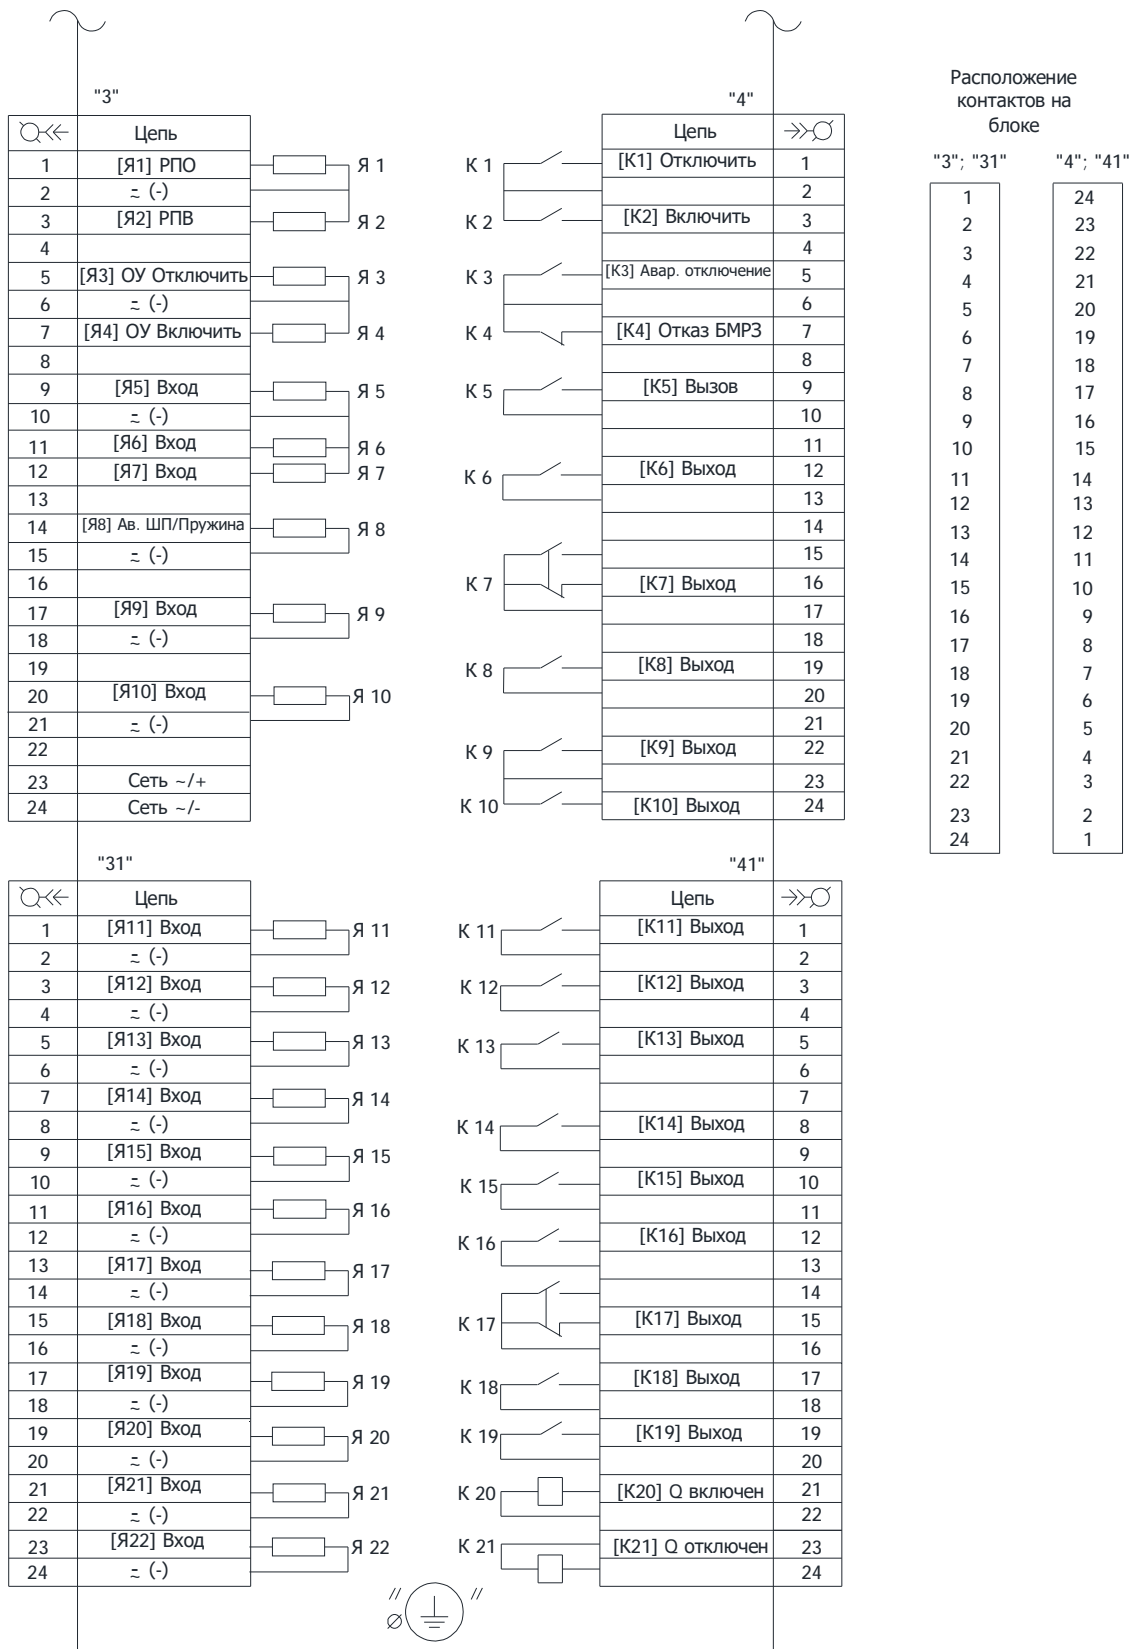 "3"
Цепь
1 [Я1] РПО Я 1
2 ~ (-)
3 [Я2] РПВ Я 2
4
5 [Я3] ОУ Отключить Я 3
6 ~ (-)
7 [Я4] ОУ Включить Я 4
8
9 [Я5] Вход Я 5
10 ~ (-)
11 [Я6] Вход Я 6
12 [Я7] Вход Я 7
13
14 [Я8] Ав. ШП/Пружина Я 8
15 ~ (-)
16
17 [Я9] Вход Я 9
18 ~ (-)
19
20 [Я10] Вход Я 10
21 ~ (-)
22
23 Сеть ~/+
24 Сеть ~/-
"4"
Цепь
К 1 [К1] Отключить 1
2
К 2 [К2] Включить 3
4
К 3 [К3] Авар. отключение 5
6
К 4 [К4] Отказ БМРЗ 7
8
К 5 [К5] Вызов 9
10
11
К 6 [К6] Выход 12
13
14
15
К 7 [К7] Выход 16
17
18
К 8 [К8] Выход 19
20
21
К 9 [К9] Выход 22
23
К 10 [К10] Выход 24
Расположение
контактов на
блоке
"3"; "31" "4"; "41"
1 24
2 23
3 22
4 21
5 20
6 19
7 18
8 17
9 16
10 15
11 14
12 13
13 12
14 11
15 10
16 9
17 8
18 7
19 6
20 5
21 4
22 3
23 2
24 1
"31"
Цепь
1 [Я11] Вход Я 11
2 ~ (-)
3 [Я12] Вход Я 12
4 ~ (-)
5 [Я13] Вход Я 13
6 ~ (-)
7 [Я14] Вход Я 14
8 ~ (-)
9 [Я15] Вход Я 15
10 ~ (-)
11 [Я16] Вход Я 16
12 ~ (-)
13 [Я17] Вход Я 17
14 ~ (-)
15 [Я18] Вход Я 18
16 ~ (-)
17 [Я19] Вход Я 19
18 ~ (-)
19 [Я20] Вход Я 20
20 ~ (-)
21 [Я21] Вход Я 21
22 ~ (-)
23 [Я22] Вход Я 22
24 ~ (-)
"41"
Цепь
К 11 [К11] Выход 1
2
К 12 [К12] Выход 3
4
К 13 [К13] Выход 5
6
7
К 14 [К14] Выход 8
9
К 15 [К15] Выход 10
11
К 16 [К16] Выход 12
13
14
К 17 [К17] Выход 15
16
К 18 [К18] Выход 17
18
К 19 [К19] Выход 19
20
К 20 [К20] Q включен 21
22
К 21 [К21] Q отключен 23
24